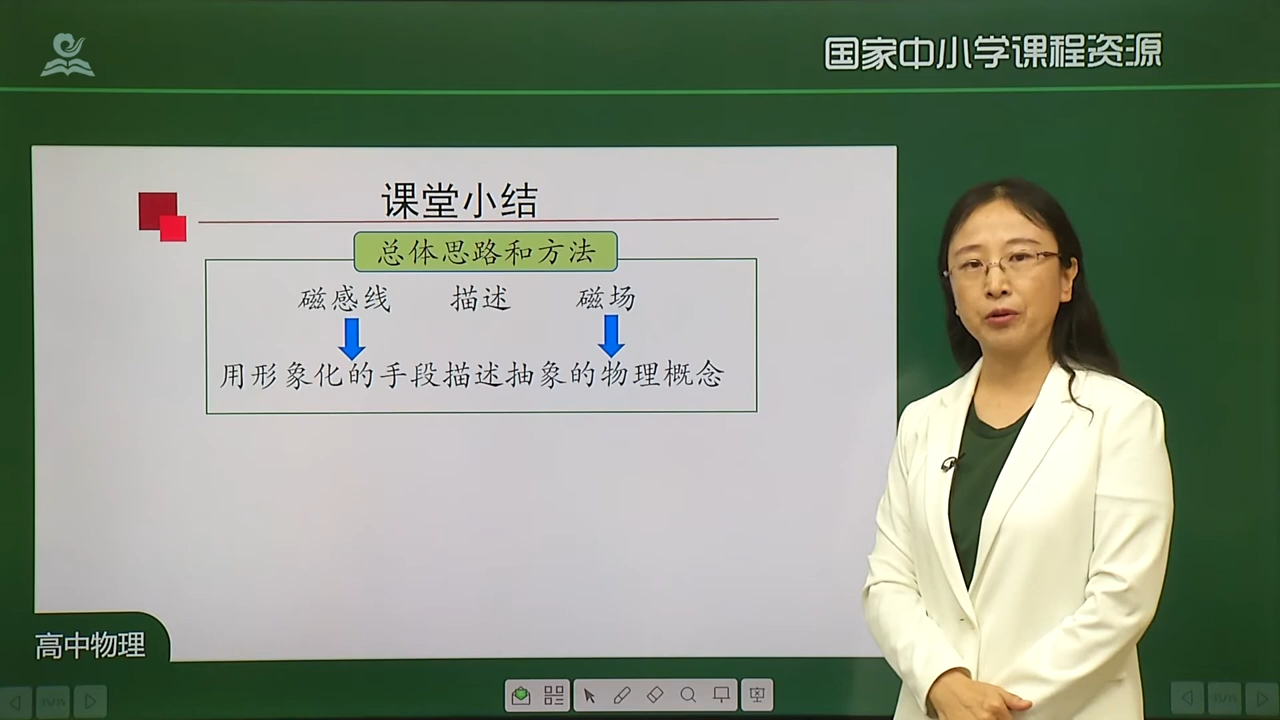 国家中小学课程资源
课堂小结
总体思路和方法
磁感线 描述 磁场
用形象化的手段描述抽象的物理概念
高中物理